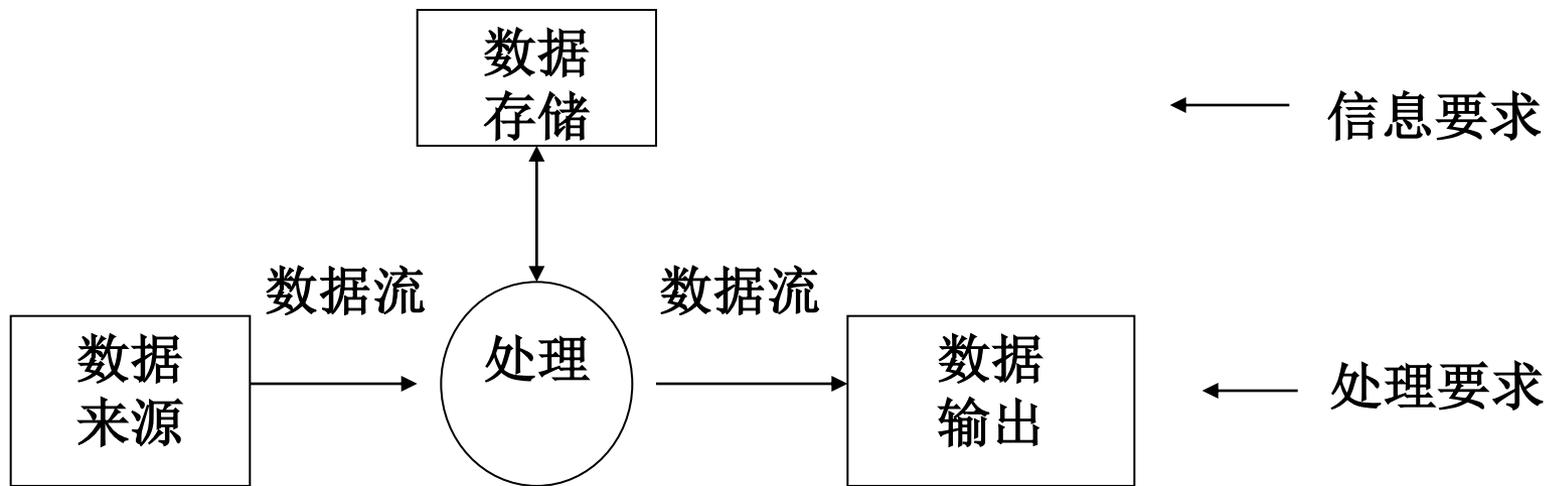 数据
存储
信息要求
数据流
数据流
数据
来源
处理
数据
输出
处理要求